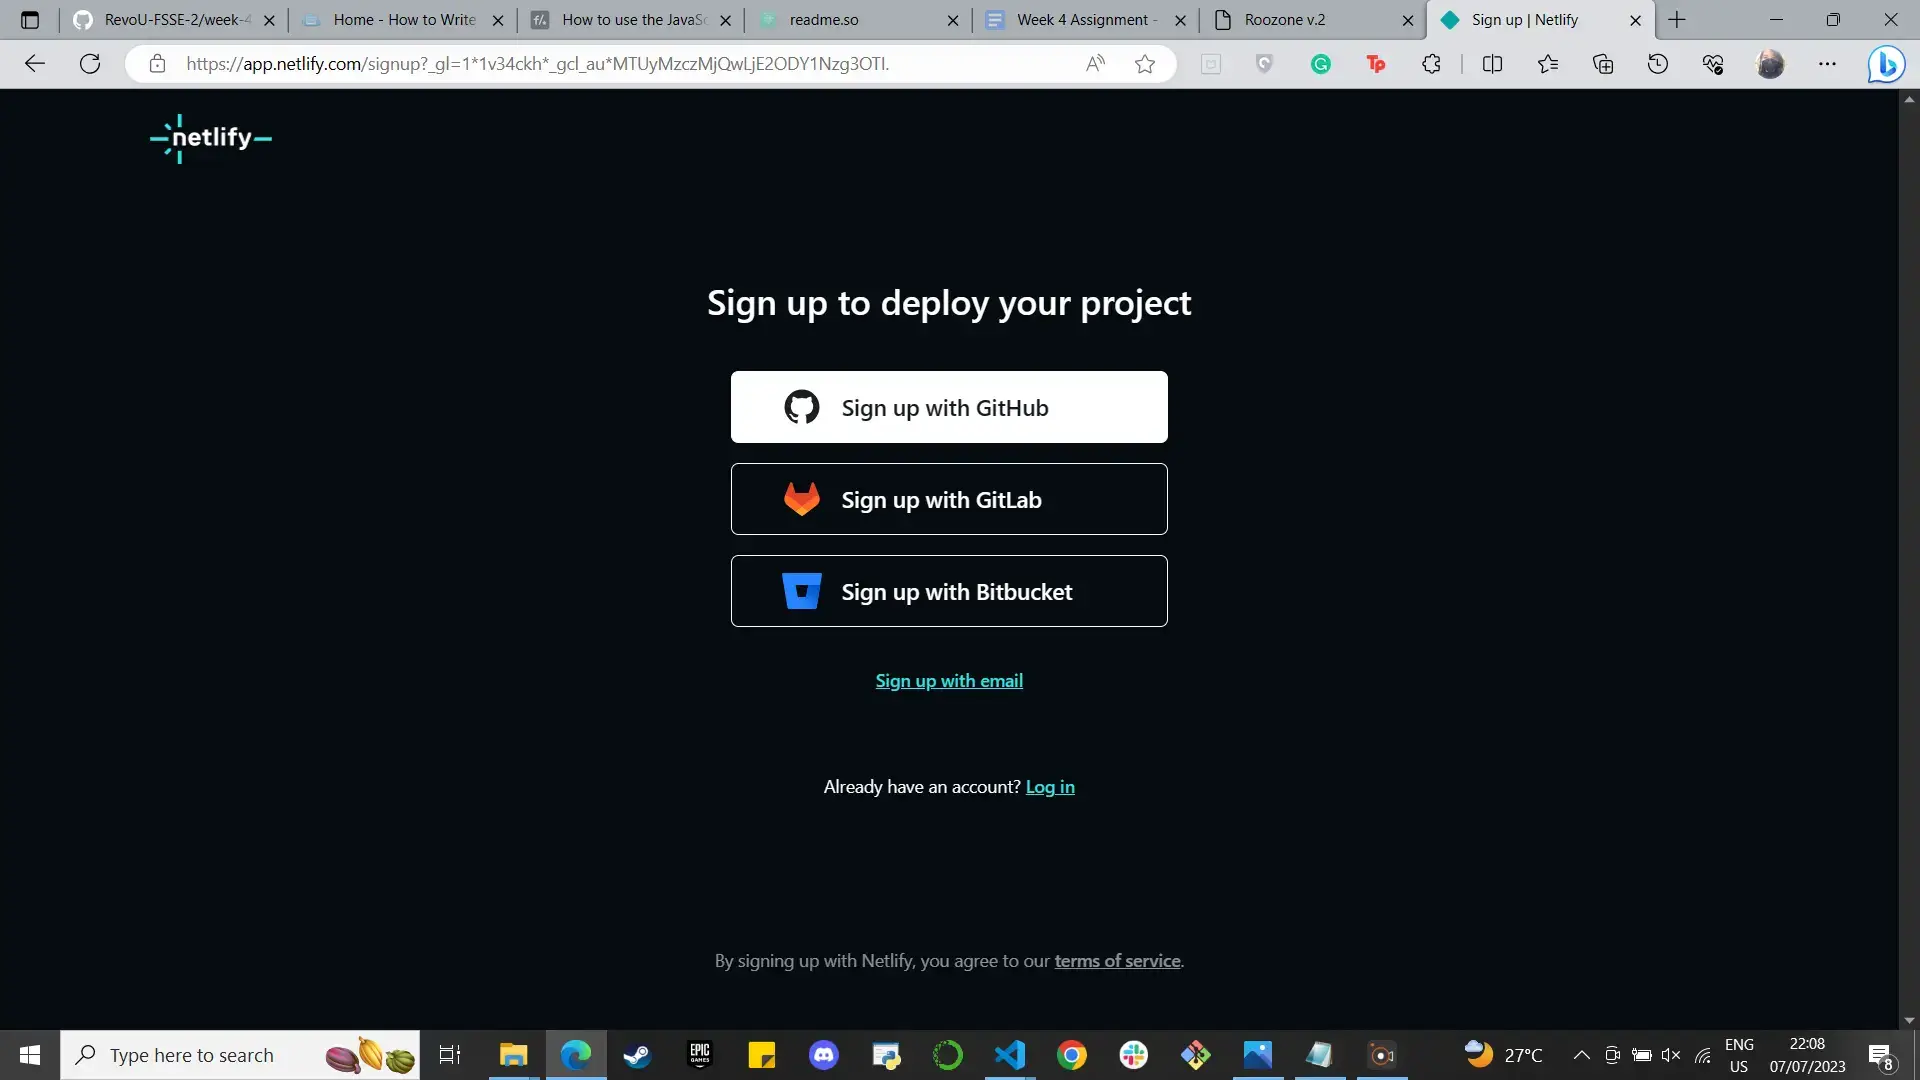 RevoU-FSSE-2/week-4
Home - How to Write
How to use the JavaSc
readme.so
Week 4 Assignment -
Roozone v.2
Sign up | Netlify
https://app.netlify.com/signup?_gl=1*1v34ckh*_gcl_au*MTUyMzczMjQwLjE2ODY1Nzg3OTI.
netlify
Sign up to deploy your project
Sign up with GitHub
Sign up with GitLab
Sign up with Bitbucket
Sign up with email
Already have an account? Log in
By signing up with Netlify, you agree to our terms of service.
Type here to search
EPIC
GAMES
27°C
ENG
US
22:08
07/07/2023
8